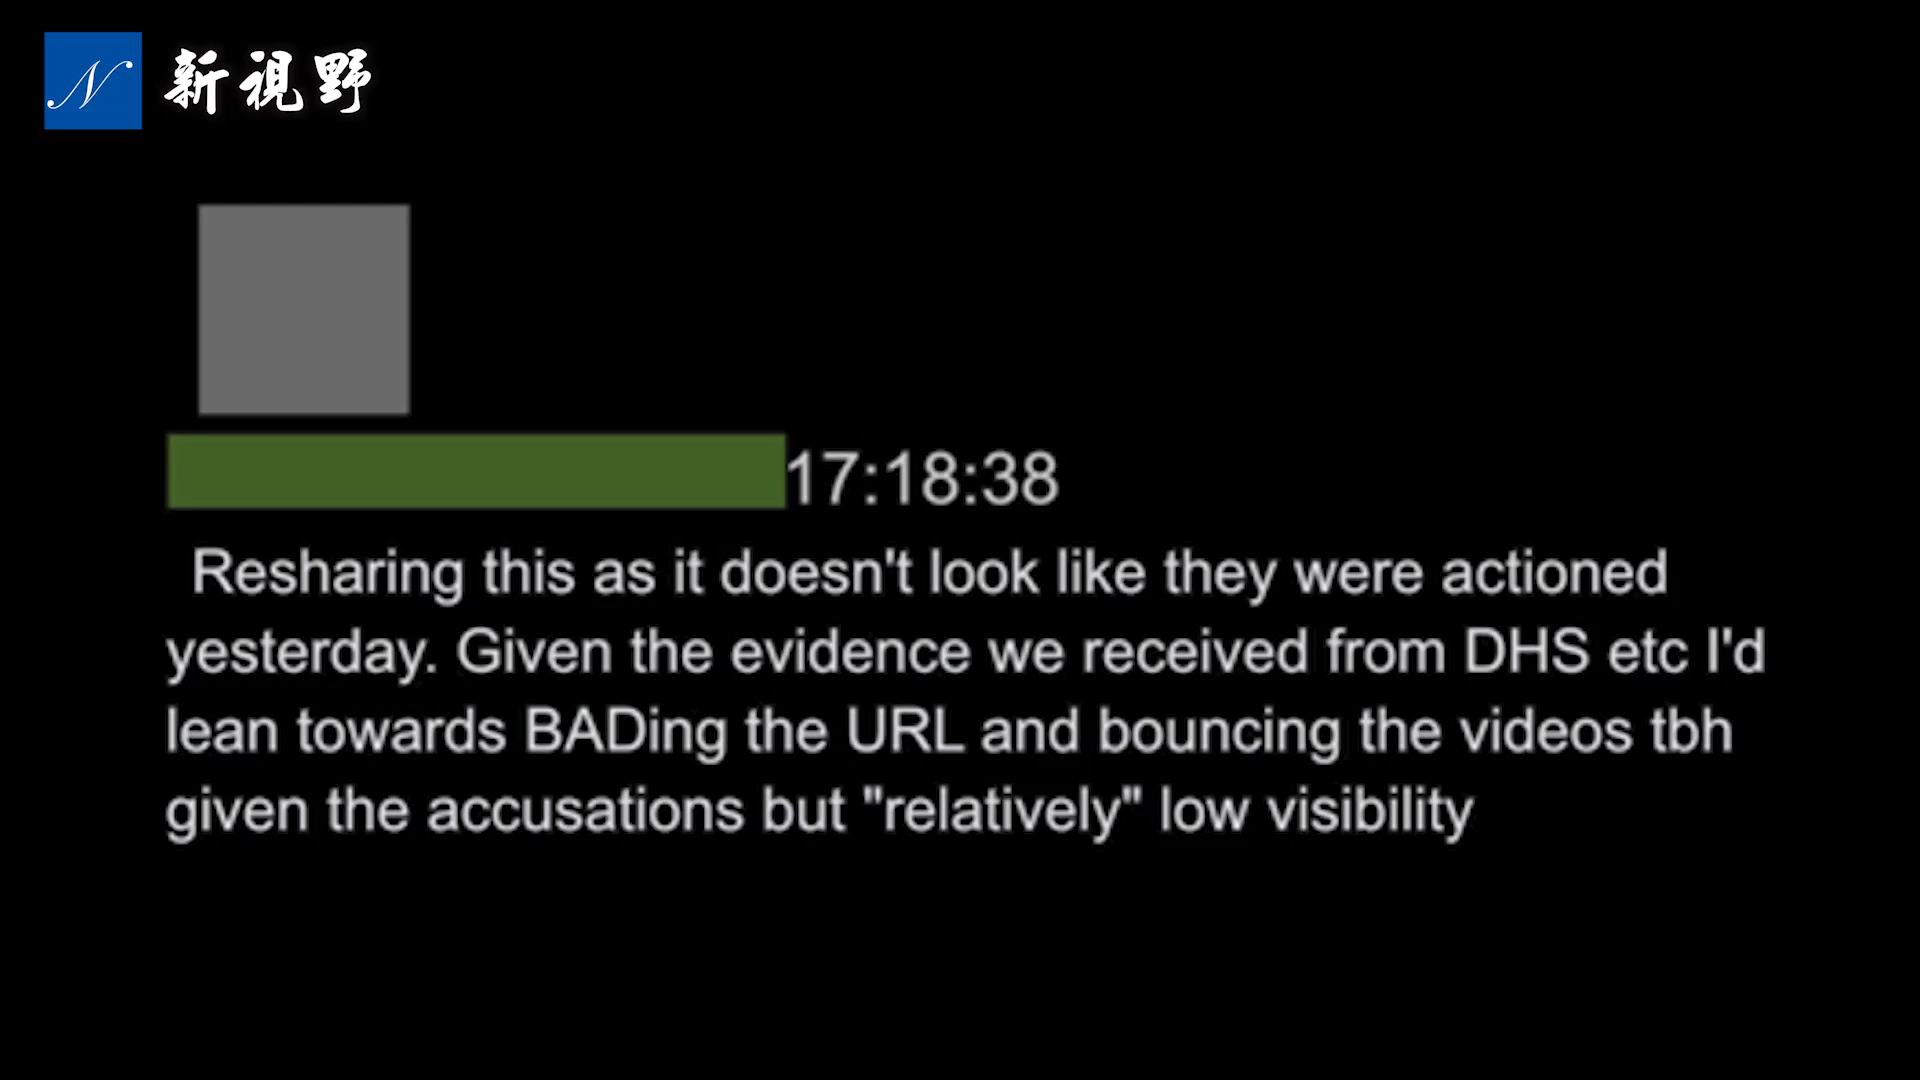 N 新視野
17:18:38
Resharing this as it doesn't look like they were actioned
yesterday. Given the evidence we received from DHS etc I'd
lean towards BADing the URL and bouncing the videos tbh
given the accusations but "relatively" low visibility